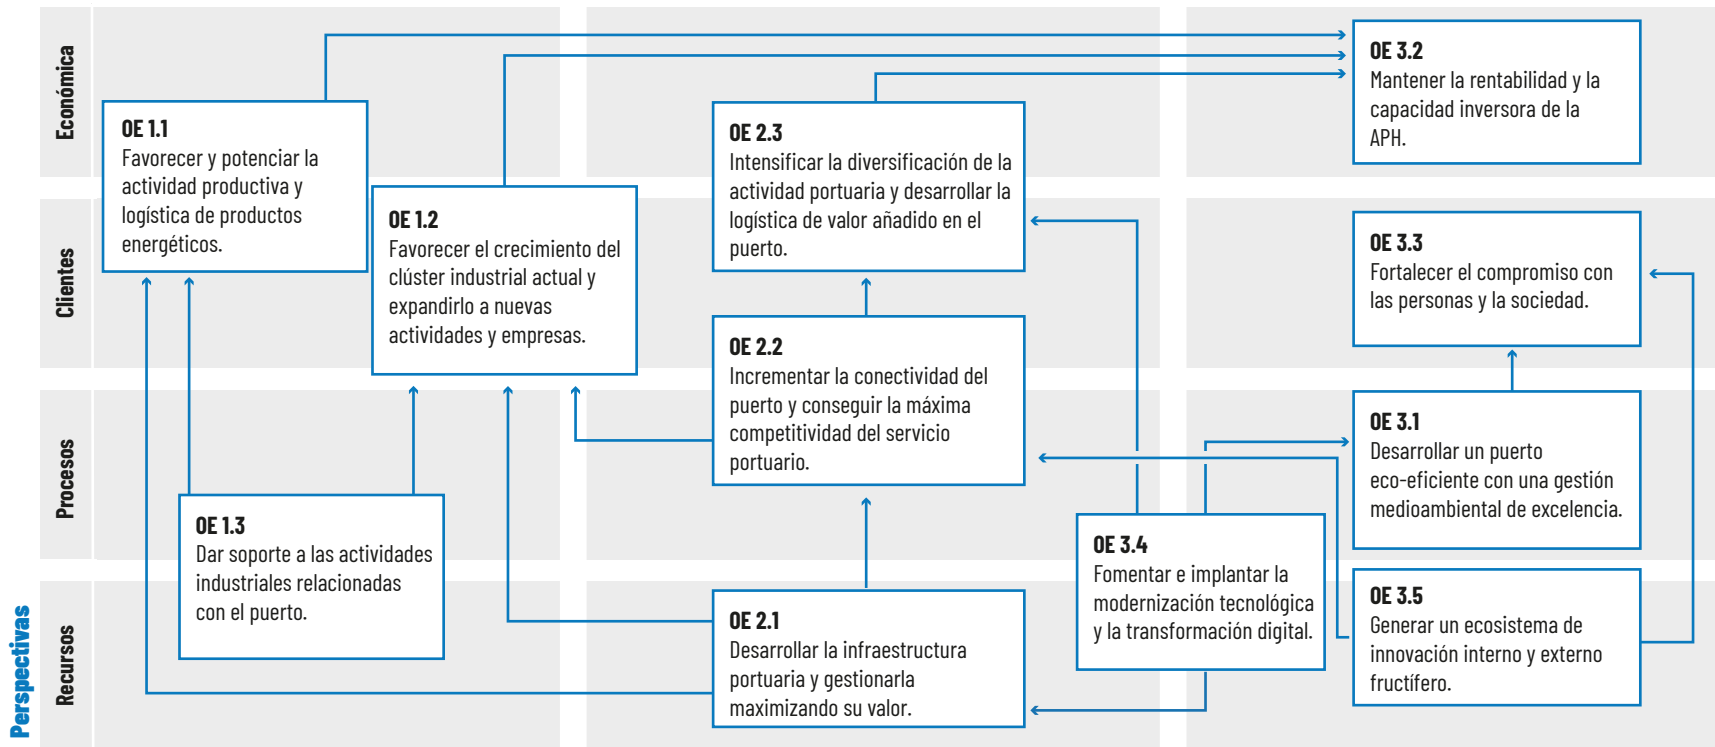 Perspectivas
Económica
Clientes
Procesos
Recursos
OE 1.1
Favorecer y potenciar la
actividad productiva y
logística de productos
energéticos.
OE 1.2
Favorecer el crecimiento del
clúster industrial actual y
expandirlo a nuevas
actividades y empresas.
OE 1.3
Dar soporte a las actividades
industriales relacionadas
con el puerto.
OE 2.3
Intensificar la diversificación de la
actividad portuaria y desarrollar la
logística de valor añadido en el
puerto.
OE 2.2
Incrementar la conectividad del
puerto y conseguir la máxima
competitividad del servicio
portuario.
OE 2.1
Desarrollar la infraestructura
portuaria y gestionarla
maximizando su valor.
OE 3.4
Fomentar e implantar la
modernización tecnológica
y la transformación digital.
OE 3.2
Mantener la rentabilidad y la
capacidad inversora de la
APH.
OE 3.3
Fortalecer el compromiso con
las personas y la sociedad.
OE 3.1
Desarrollar un puerto
eco-eficiente con una gestión
medioambiental de excelencia.
OE 3.5
Generar un ecosistema de
innovación interno y externo
fructífero.